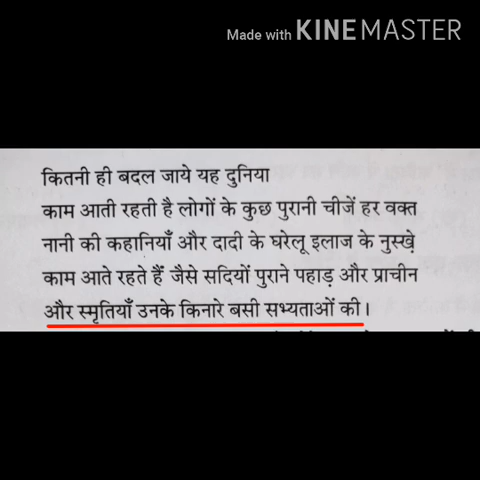 Made with KINEMASTER
कितनी ही बदल जाये यह दुनिया
काम आती रहती है लोगों के कुछ पुरानी चीजें हर वक्त
नानी की कहानियाँ और दादी के घरेलू इलाज के नुस्खे़
काम आते रहते हैं जैसे सदियों पुराने पहाड़ और प्राचीन
और स्मृतियाँ उनके किनारे बसी सभ्यताओं की।